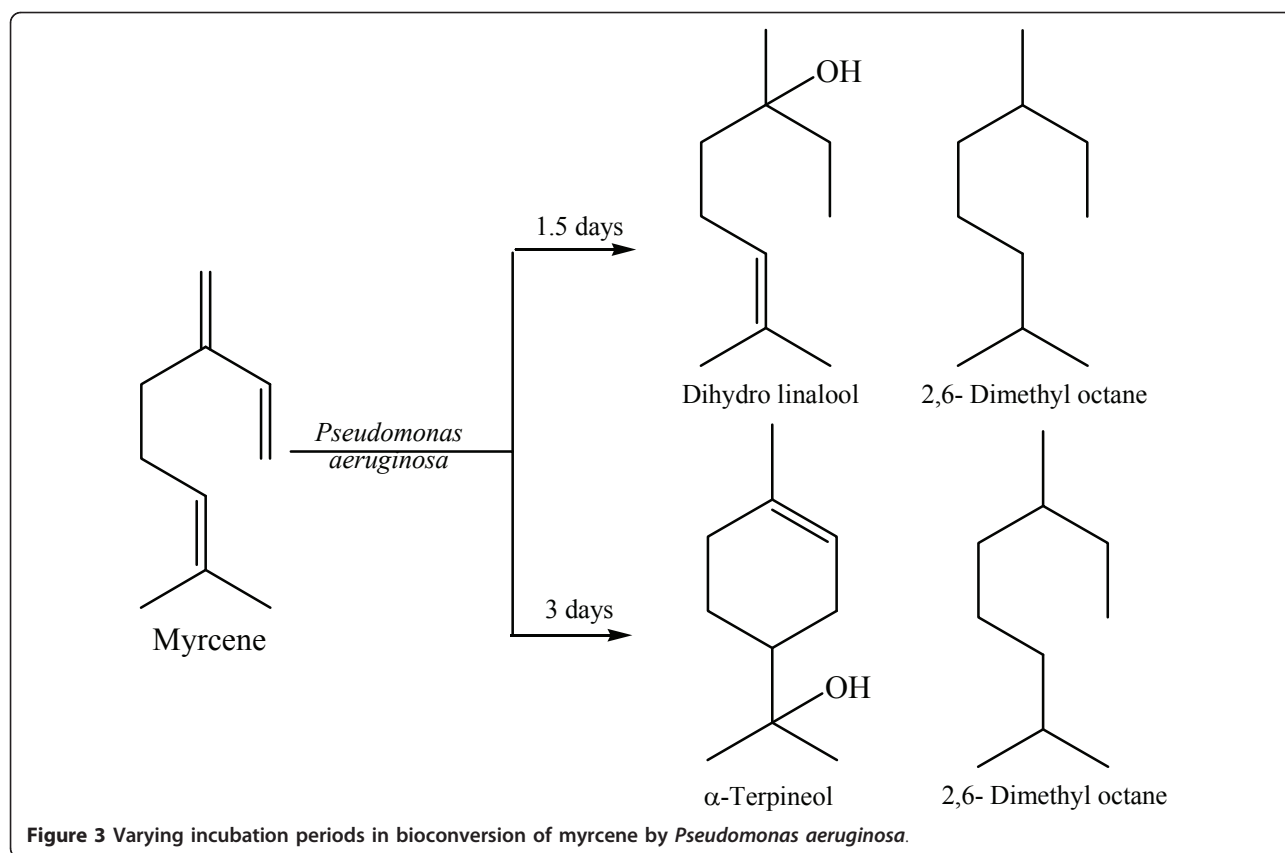 OH
1.5 days
Dihydro linalool
2,6- Dimethyl octane
Pseudomonas
aeruginosa
Myrcene
3 days
OH
α-Terpineol
2,6- Dimethyl octane
Figure 3 Varying incubation periods in bioconversion of myrcene by Pseudomonas aeruginosa.